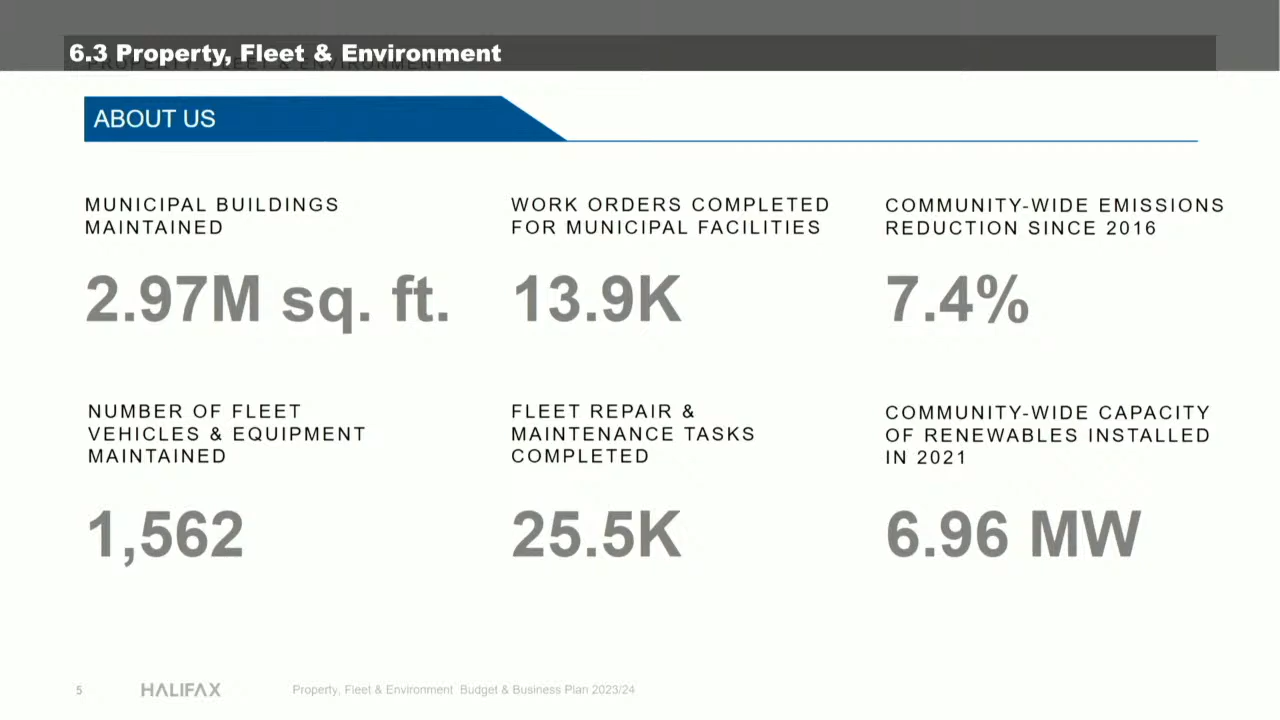 6.3 Property, Fleet & Environment
PROPERTY, FLEET & ENVIRONMENT
ABOUT US
MUNICIPAL BUILDINGS
MAINTAINED
2.97M sq. ft.
WORK ORDERS COMPLETED
FOR MUNICIPAL FACILITIES
13.9K
COMMUNITY-WIDE EMISSIONS
REDUCTION SINCE 2016
7.4%
NUMBER OF FLEET
VEHICLES & EQUIPMENT
MAINTAINED
1,562
FLEET REPAIR &
MAINTENANCE TASKS
COMPLETED
25.5K
COMMUNITY-WIDE CAPACITY
OF RENEWABLES INSTALLED
IN 2021
6.96 MW
5 HALIFAX Property, Fleet & Environment Budget & Business Plan 2023/24